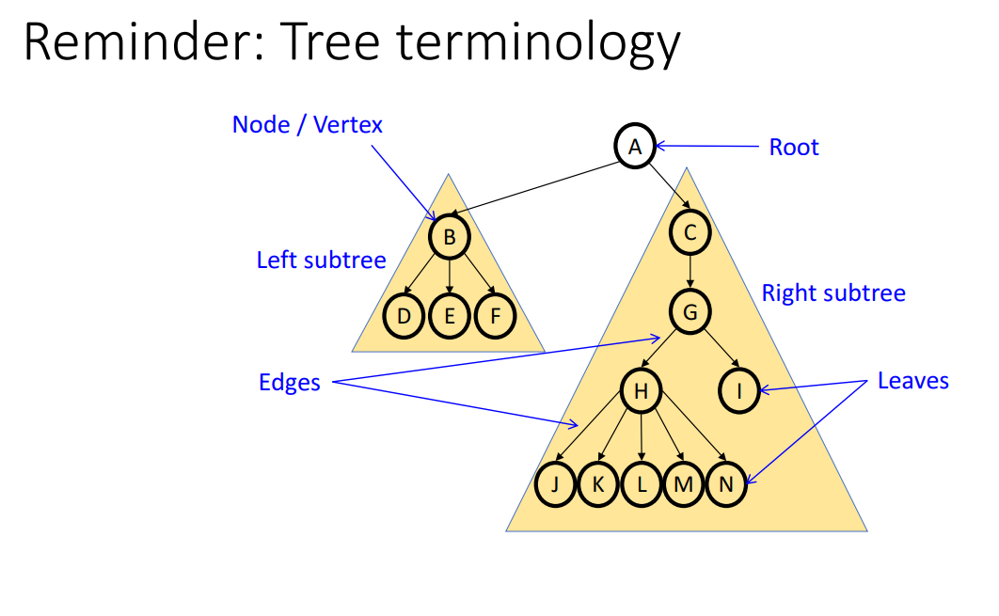 Reminder: Tree terminology
Node / Vertex
A
Root
B
C
Left subtree
Right subtree
D
E
F
G
Edges
H
I
Leaves
J
K
L
M
N